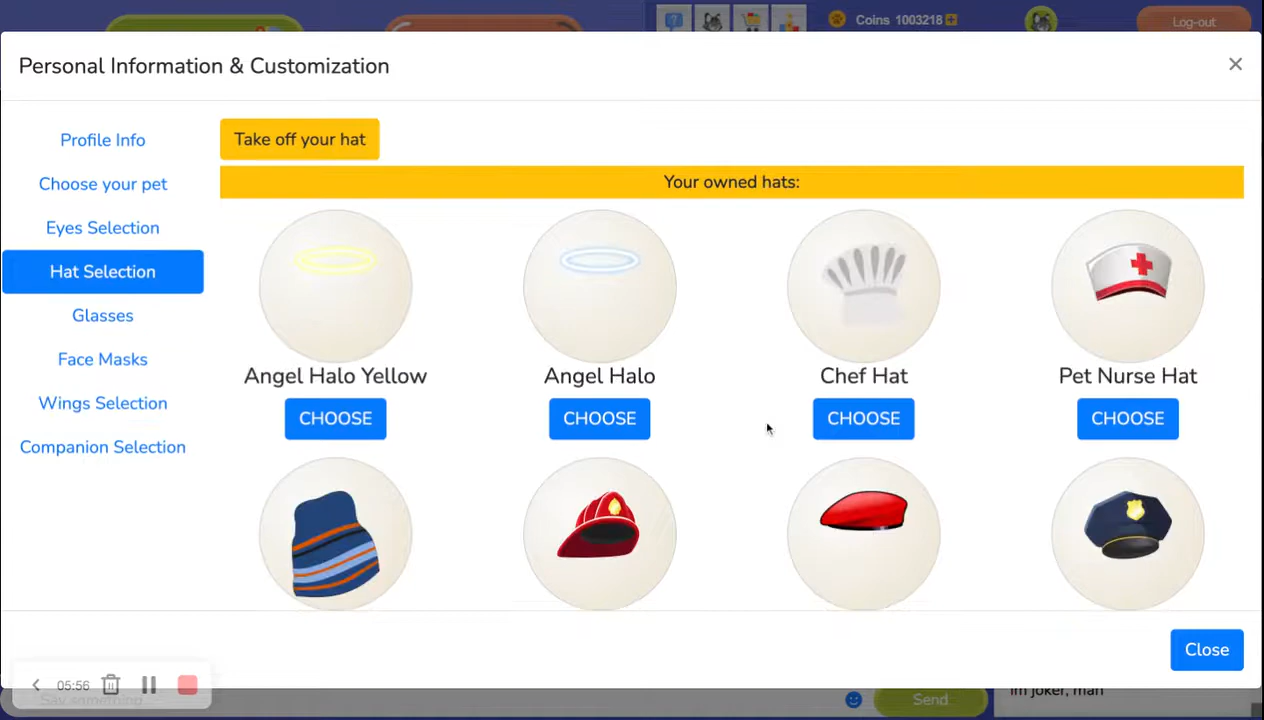 Coins 1003218
Log-out
Personal Information & Customization
×
Profile Info
Choose your pet
Eyes Selection
Hat Selection
Glasses
Face Masks
Wings Selection
Companion Selection
Take off your hat
Your owned hats:
Angel Halo Yellow
Angel Halo
Chef Hat
Pet Nurse Hat
CHOOSE
CHOOSE
CHOOSE
CHOOSE
Close
05:56
Say something
Send
im joker, man